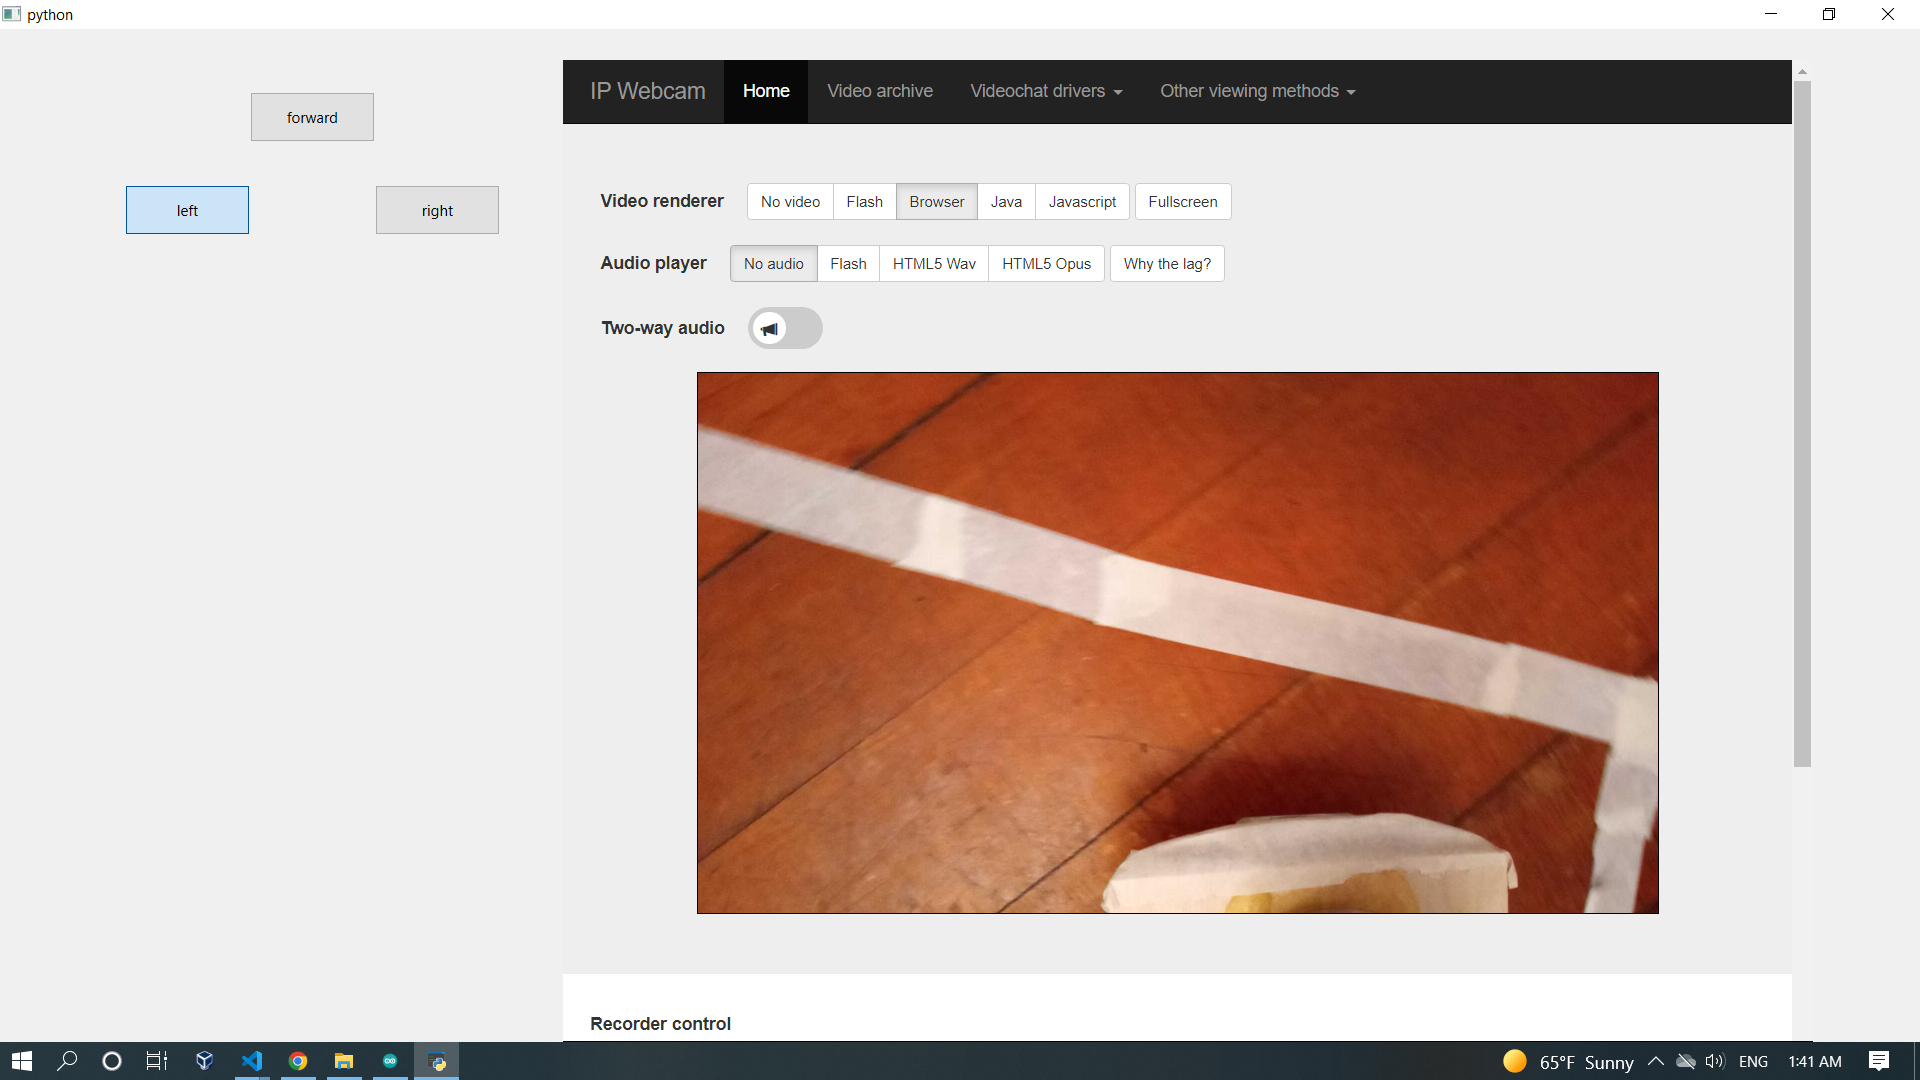 python
forward
left
right
IP Webcam Home Video archive Videochat drivers Other viewing methods
Video renderer No video Flash Browser Java Javascript Fullscreen
Audio player No audio Flash HTML5 Wav HTML5 Opus Why the lag?
Two-way audio
Recorder control
65°F Sunny ENG 1:41 AM